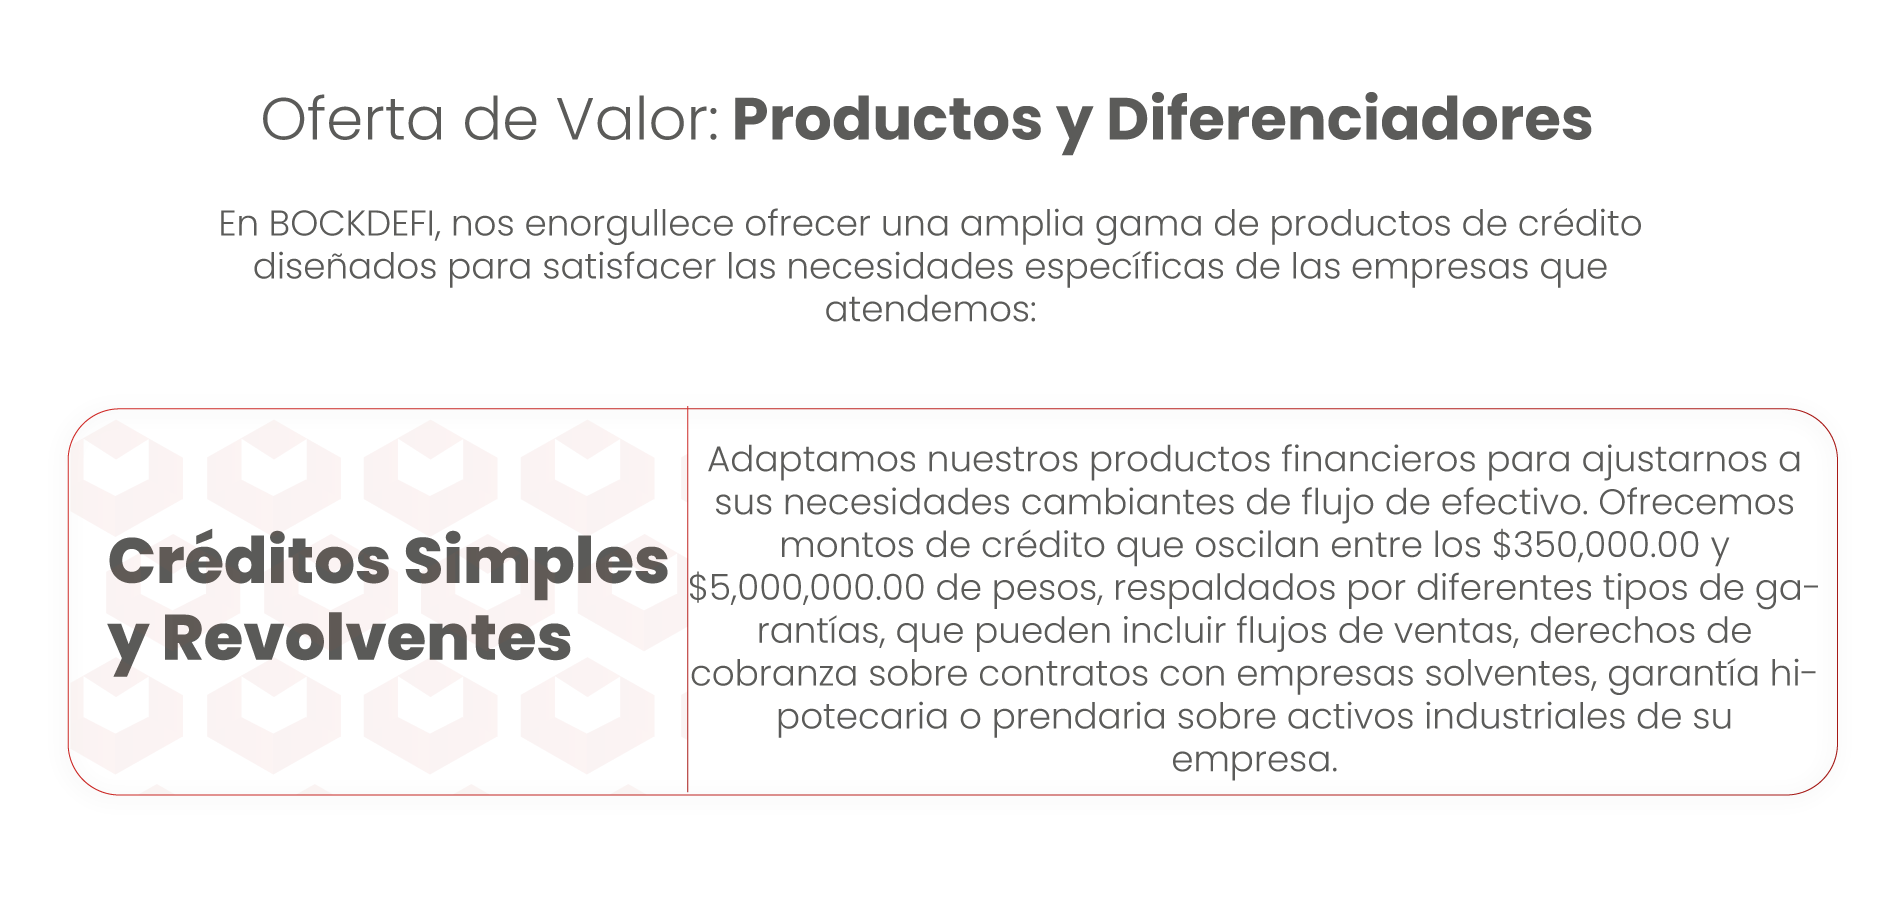 Oferta de Valor: Productos y Diferenciadores
En BOCKDEFI, nos enorgullece ofrecer una amplia gama de productos de crédito
diseñados para satisfacer las necesidades específicas de las empresas que
atendemos:
Créditos Simples
y Revolventes
Adaptamos nuestros productos financieros para ajustarnos a
sus necesidades cambiantes de flujo de efectivo. Ofrecemos
montos de crédito que oscilan entre los $350,000.00 y
$5,000,000.00 de pesos, respaldados por diferentes tipos de ga-
rantías, que pueden incluir flujos de ventas, derechos de
cobranza sobre contratos con empresas solventes, garantía hi-
potecaria o prendaria sobre activos industriales de su
empresa.